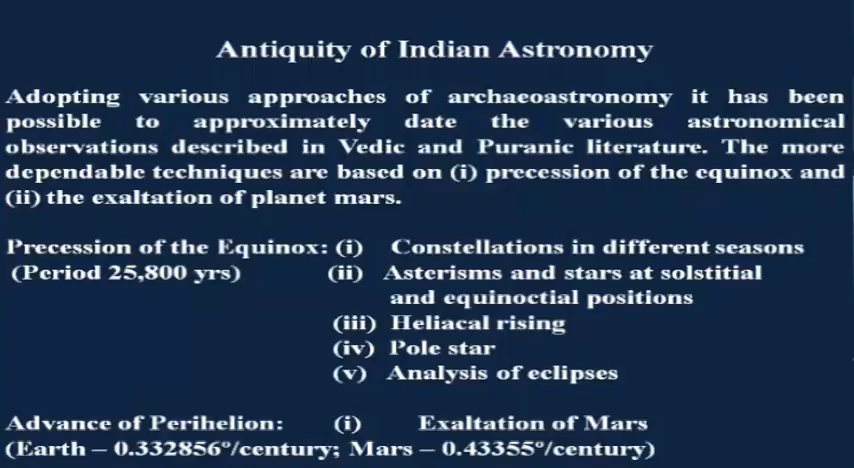 Antiquity of Indian Astronomy
Adopting various approaches of archaeoastronomy it has been
possible to approximately date the various astronomical
observations described in Vedic and Puranic literature. The more
dependable techniques are based on (i) precession of the equinox and
(ii) the exaltation of planet mars.
Precession of the Equinox: (i) Constellations in different seasons
(Period 25,800 yrs) (ii) Asterisms and stars at solstitial
and equinoctial positions
(iii) Heliacal rising
(iv) Pole star
(v) Analysis of eclipses
Advance of Perihelion: (i) Exaltation of Mars
(Earth – 0.332856°/century; Mars – 0.43355°/century)